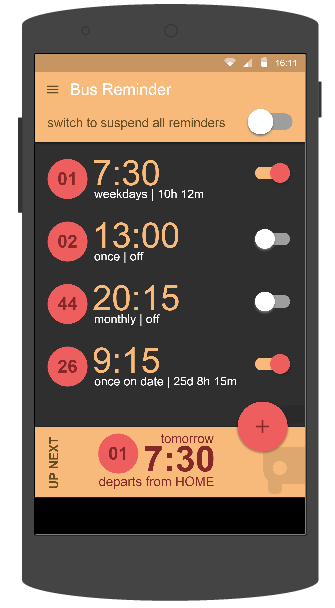 16:11
Bus Reminder
switch to suspend all reminders
01
7:30
weekdays | 10h 12m
02
13:00
once | off
44
20:15
monthly | off
26
9:15
once on date | 25d 8h 15m
+
UP NEXT
01
tomorrow
7:30
departs from HOME